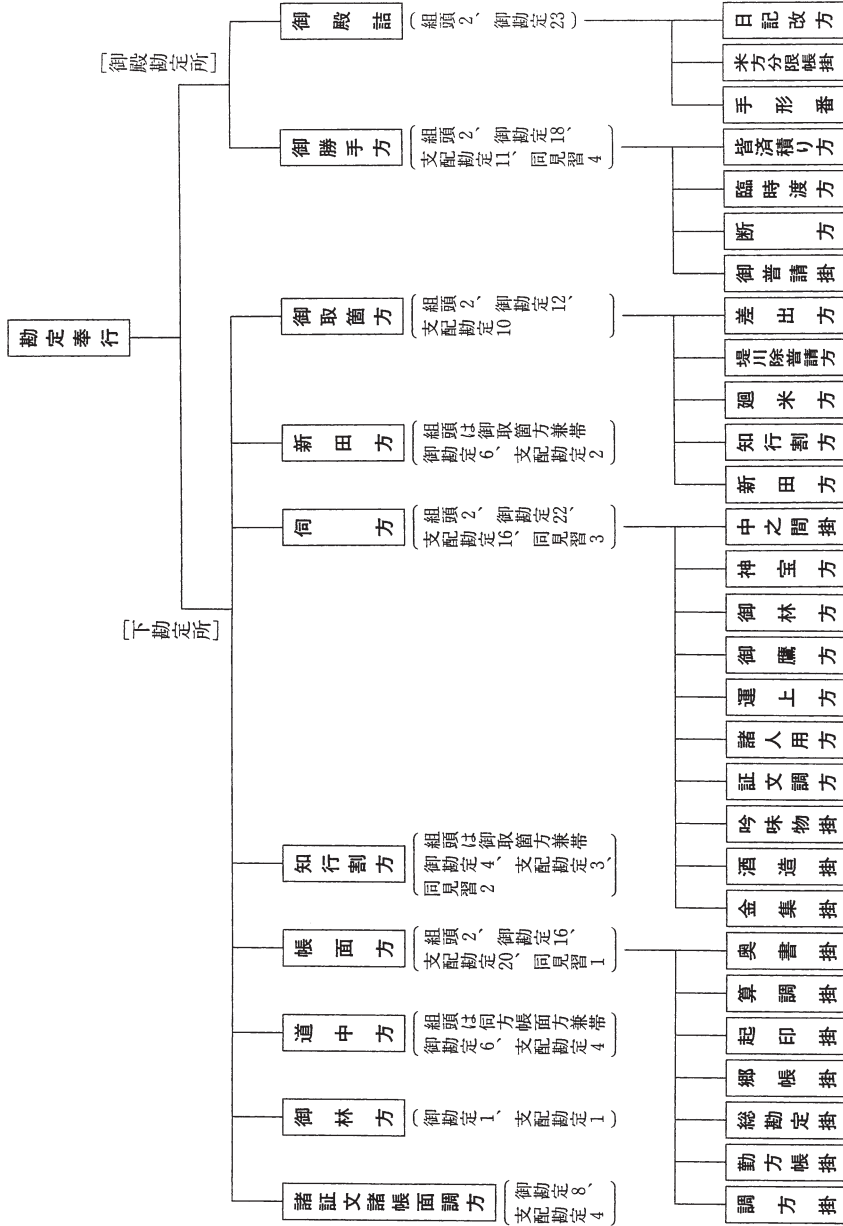 勘定奉行
[御殿勘定所]
御殿詰
(組頭2、御勘定23)
日記改方
米方分限帳掛
手形番
御勝手方
(組頭2、御勘定18、
支配勘定11、同見習4)
皆済積り方
臨時渡方
断方
御普請掛
[下勘定所]
御取箇方
(組頭2、御勘定12、
支配勘定10)
差出方
堤川除普請方
廻米方
知行割方
新田方
新田方
(組頭は御取箇方兼帯
御勘定6、支配勘定2)
伺方
(組頭2、御勘定22、
支配勘定16、同見習3)
中之間掛
神宝方
御林方
御鷹方
運上方
諸入用方
証文調方
吟味物掛
酒造掛
金集掛
知行割方
(組頭は御取箇方兼帯
御勘定4、支配勘定3、
同見習2)
帳面方
(組頭2、御勘定16、
支配勘定20、同見習1)
奥書掛
算調掛
起印掛
郷帳掛
総勘定掛
勤方帳掛
調方掛
道中方
(組頭は伺方帳面方兼帯
御勘定6、支配勘定4)
御林方
(御勘定1、支配勘定1)
諸証文諸帳面調方
(御勘定8、
支配勘定4)